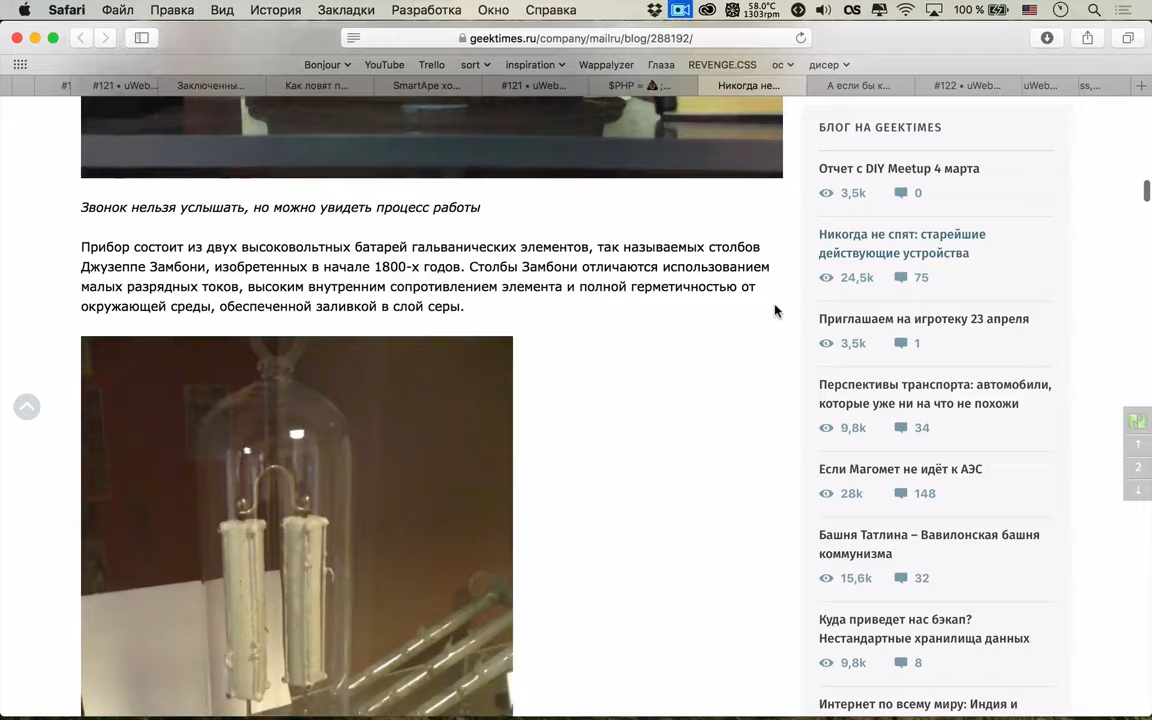 Safari Файл Правка Вид История Закладки Разработка Окно Справка
58.0°C
1303rpm
100 %
geektimes.ru/company/mailru/blog/288192/
Bonjour YouTube Trello sort inspiration Wappalyzer Глаза REVENGE.CSS ос дисер
#1 #121 • uWeb... Заключенны... Как ловят п... SmartApe хо... #121 • uWeb... $PHP = ;... Никогда не... А если бы к... #122 • uWeb... uWeb... ss,...
Звонок нельзя услышать, но можно увидеть процесс работы
Прибор состоит из двух высоковольтных батарей гальванических элементов, так называемых столбов
Джузеппе Замбони, изобретенных в начале 1800-х годов. Столбы Замбони отличаются использованием
малых разрядных токов, высоким внутренним сопротивлением элемента и полной герметичностью от
окружающей среды, обеспеченной заливкой в слой серы.
БЛОГ НА GEEKTIMES
Отчет с DIY Meetup 4 марта
3,5k 0
Никогда не спят: старейшие
действующие устройства
24,5k 75
Приглашаем на игротеку 23 апреля
3,5k 1
Перспективы транспорта: автомобили,
которые уже ни на что не похожи
9,8k 34
Если Магомет не идёт к АЭС
28k 148
Башня Татлина – Вавилонская башня
коммунизма
15,6k 32
Куда приведет нас бэкап?
Нестандартные хранилища данных
9,8k 8
Интернет по всему миру: Индия и
2